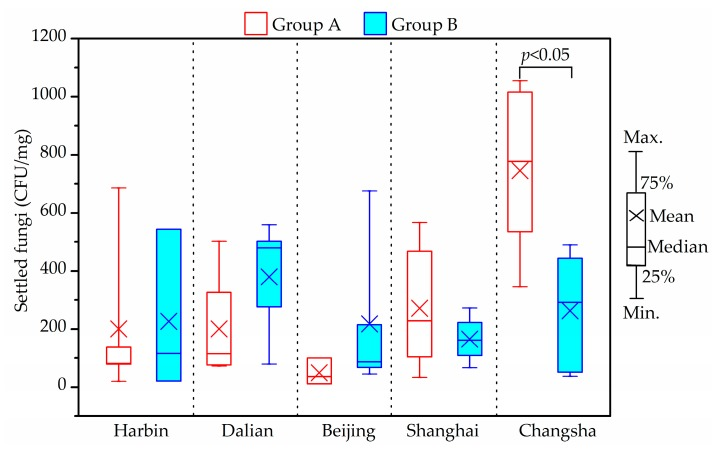 Group A Group B
1200
1000
800
600
400
200
0
Settled fungi (CFU/mg)
p<0.05
Max.
75%
Mean
Median
25%
Min.
Harbin Dalian Beijing Shanghai Changsha